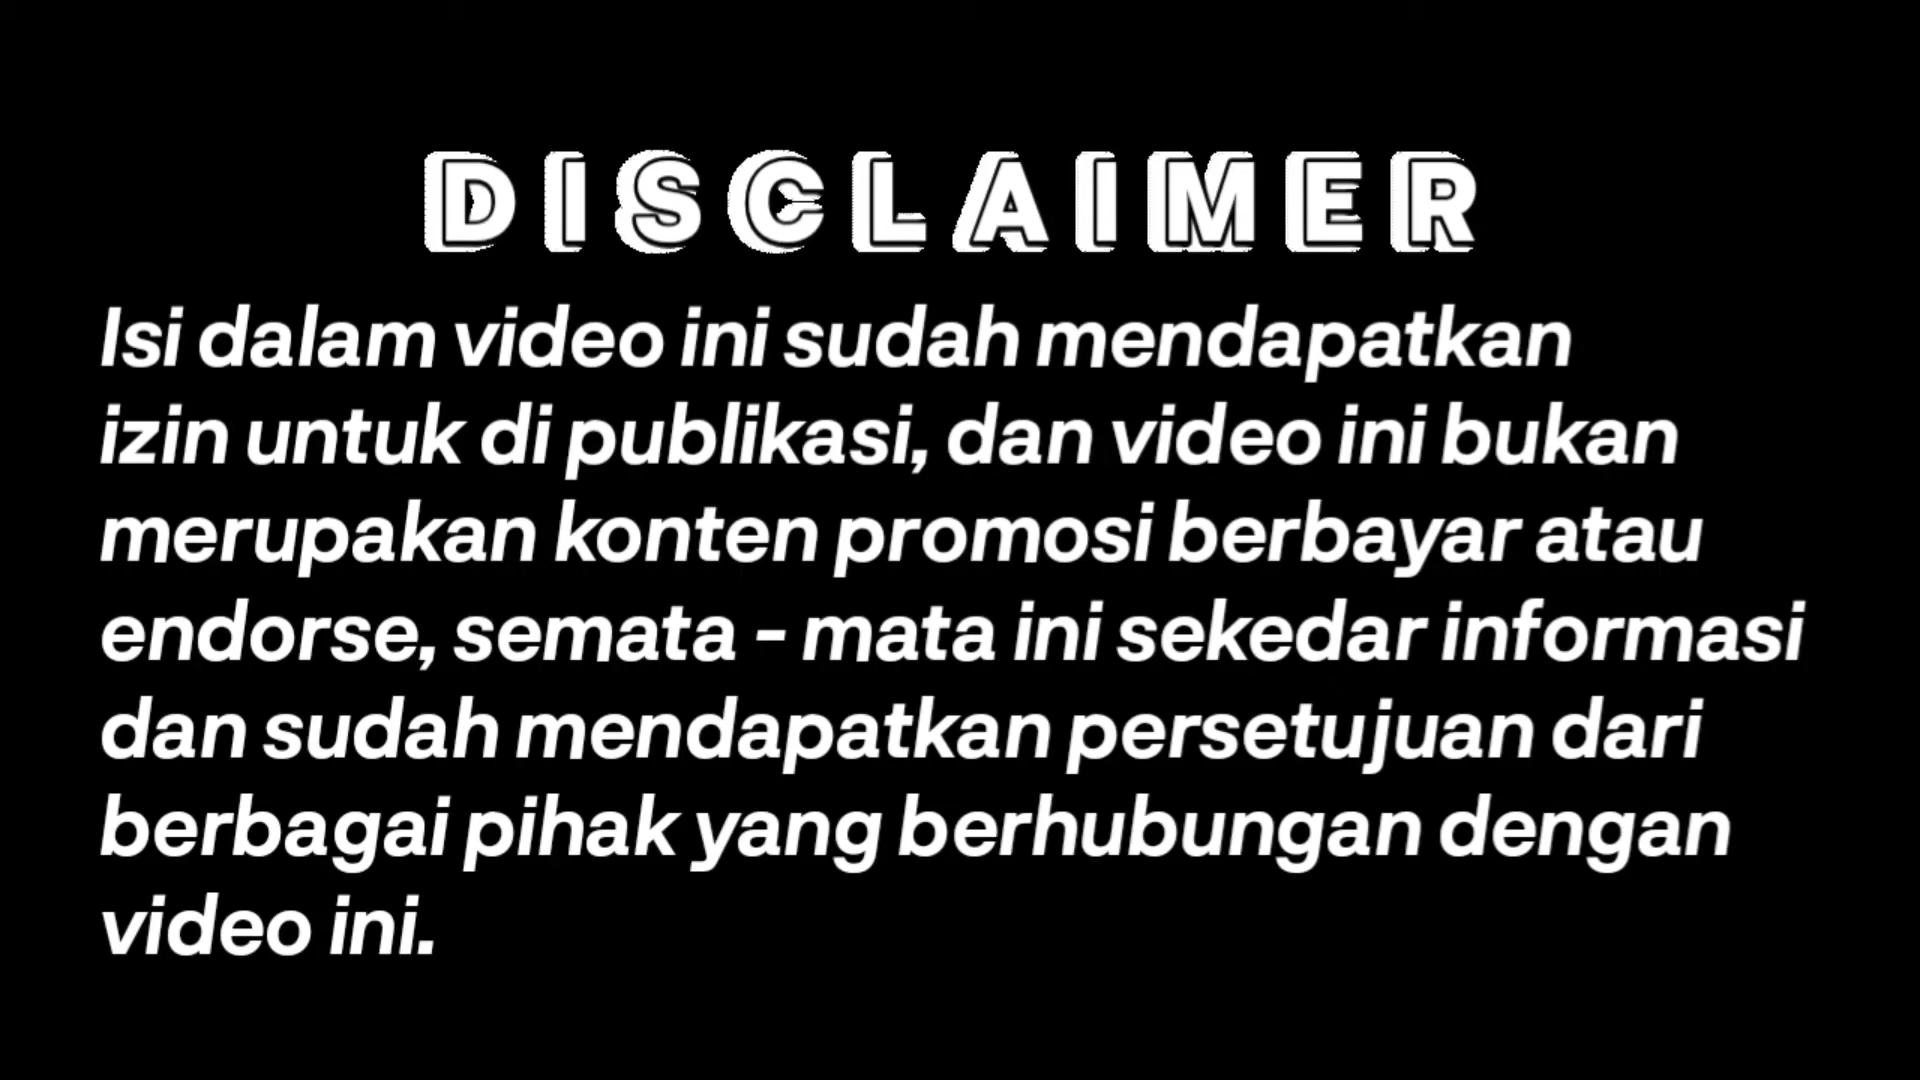 DISCLAIMER
Isi dalam video ini sudah mendapatkan
izin untuk di publikasi, dan video ini bukan
merupakan konten promosi berbayar atau
endorse, semata - mata ini sekedar informasi
dan sudah mendapatkan persetujuan dari
berbagai pihak yang berhubungan dengan
video ini.